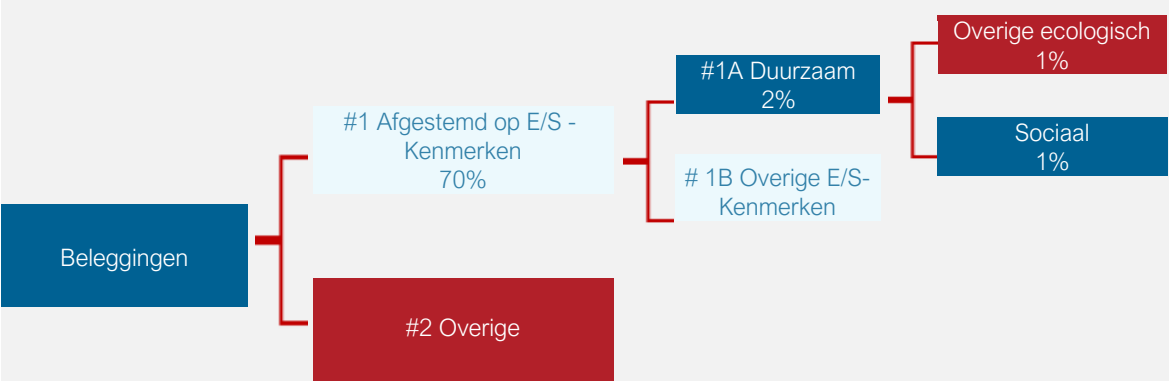 Beleggingen
#1 Afgestemd op E/S -
Kenmerken
70%
#2 Overige
#1A Duurzaam
2%
# 1B Overige E/S-
Kenmerken
Overige ecologisch
1%
Sociaal
1%